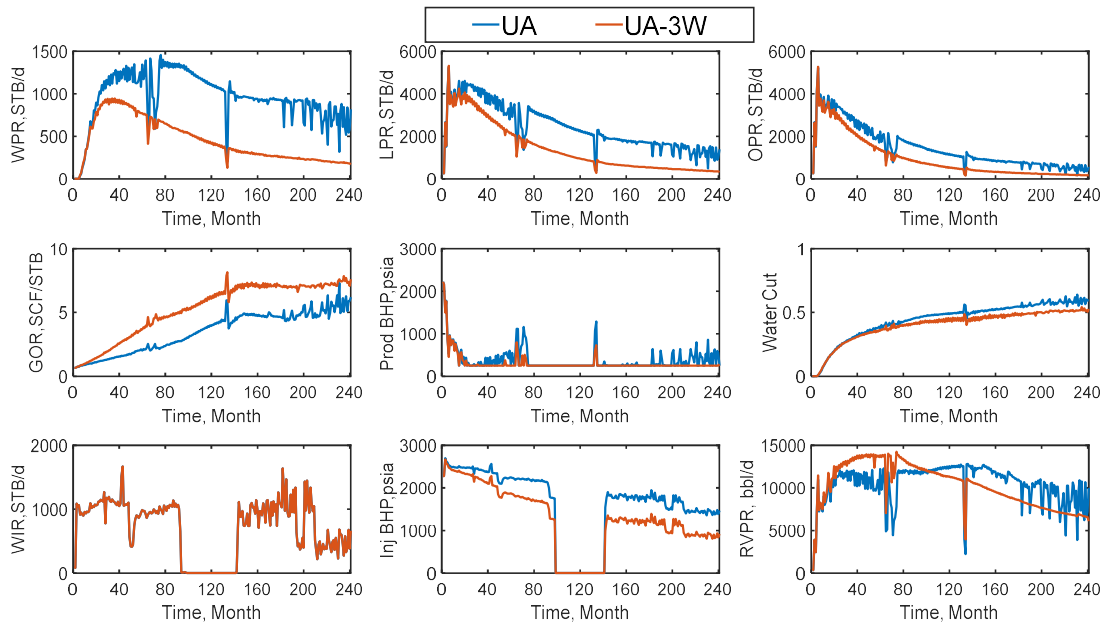 UA UA-3W
WPR,STB/d
1500
1000
500
0
0 40 80 120 160 200 240
Time, Month
LPR,STB/d
6000
4000
2000
0
0 40 80 120 160 200 240
Time, Month
OPR,STB/d
6000
4000
2000
0
0 40 80 120 160 200 240
Time, Month
GOR,SCF/STB
10
5
0
0 40 80 120 160 200 240
Time, Month
Prod BHP,psia
3000
2000
1000
0
0 40 80 120 160 200 240
Time, Month
Water Cut
1
0.5
0
0 40 80 120 160 200 240
Time, Month
WIR,STB/d
2000
1000
0
0 40 80 120 160 200 240
Time, Month
Inj BHP,psia
3000
2000
1000
0
0 40 80 120 160 200 240
Time, Month
RVPR, bbl/d
15000
10000
5000
0
0 40 80 120 160 200 240
Time, Month